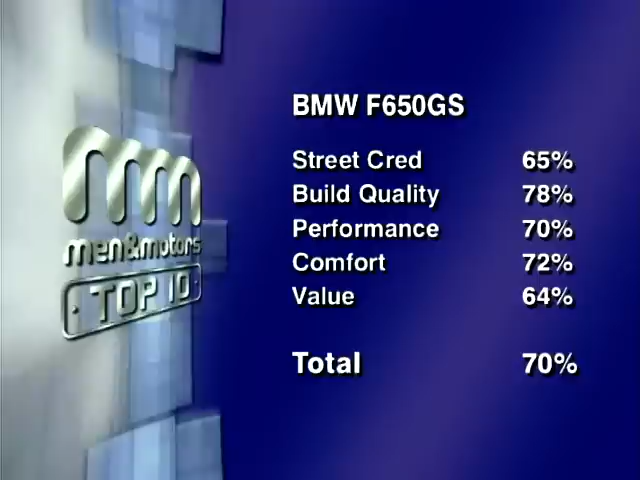 men&motors
TOP 10
BMW F650GS
Street Cred 65%
Build Quality 78%
Performance 70%
Comfort 72%
Value 64%
Total 70%